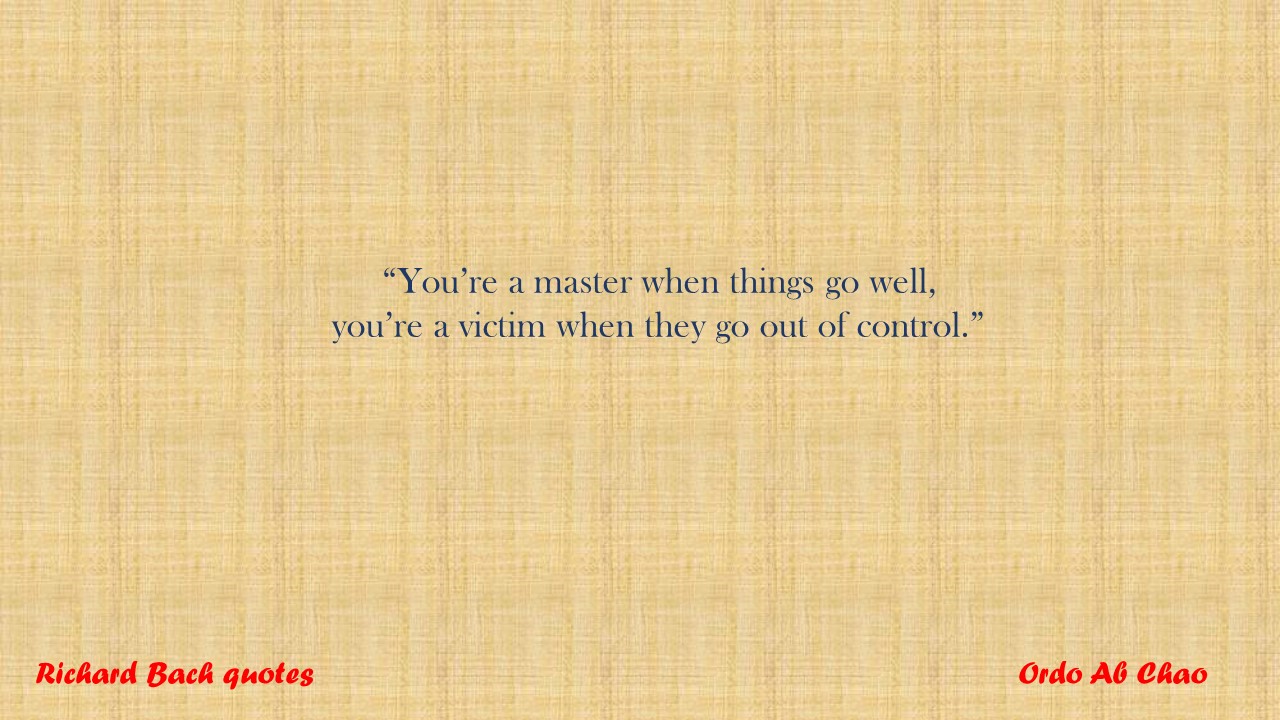 “You’re a master when things go well,
you’re a victim when they go out of control.”
Richard Bach quotes
Ordo Ab Chao